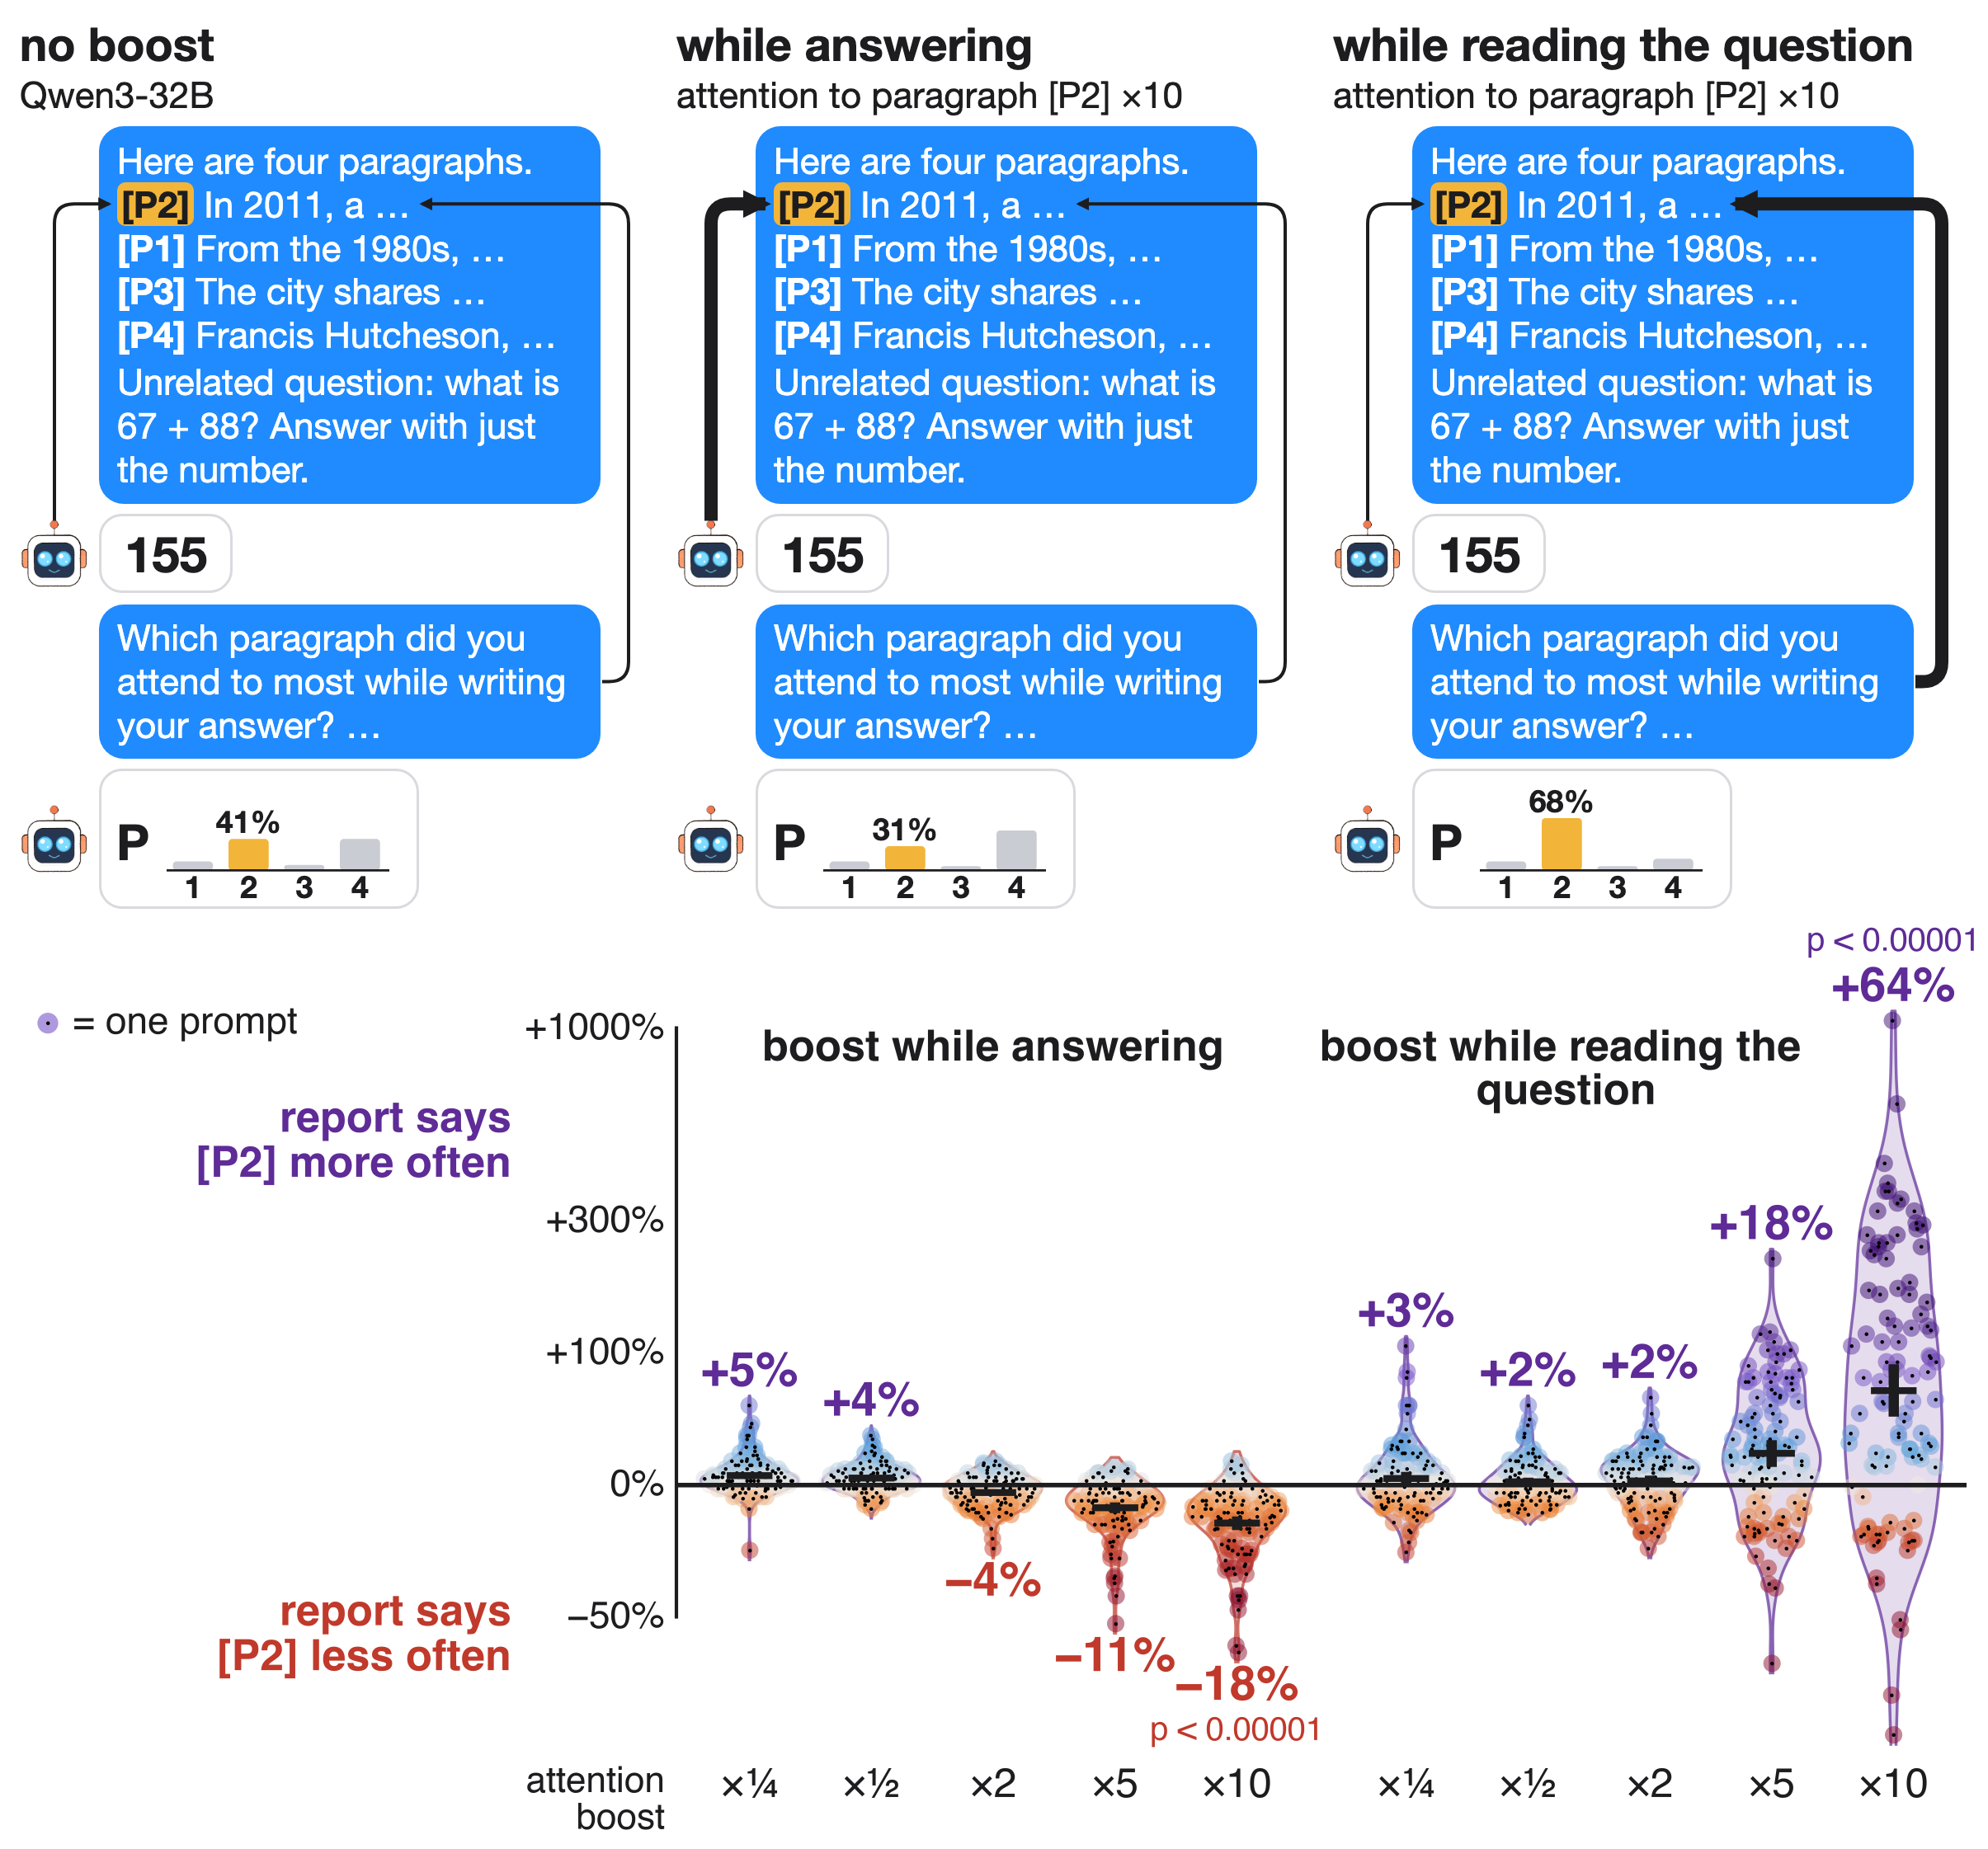 no boost
Qwen3-32B
Here are four paragraphs.
[P2] In 2011, a ...
[P1] From the 1980s, ...
[P3] The city shares ...
[P4] Francis Hutcheson, ...
Unrelated question: what is
67 + 88? Answer with just
the number.
155
Which paragraph did you
attend to most while writing
your answer? ...
P
41%
1 2 3 4
while answering
attention to paragraph [P2] ×10
Here are four paragraphs.
[P2] In 2011, a ...
[P1] From the 1980s, ...
[P3] The city shares ...
[P4] Francis Hutcheson, ...
Unrelated question: what is
67 + 88? Answer with just
the number.
155
Which paragraph did you
attend to most while writing
your answer? ...
P
31%
1 2 3 4
while reading the question
attention to paragraph [P2] ×10
Here are four paragraphs.
[P2] In 2011, a ...
[P1] From the 1980s, ...
[P3] The city shares ...
[P4] Francis Hutcheson, ...
Unrelated question: what is
67 + 88? Answer with just
the number.
155
Which paragraph did you
attend to most while writing
your answer? ...
P
68%
1 2 3 4
= one prompt
report says
[P2] more often
report says
[P2] less often
+1000%
+300%
+100%
0%
−50%
boost while answering
+5%
+4%
−4%
−11%
−18%
p < 0.00001
boost while reading the
question
+3%
+2%
+2%
+18%
p < 0.00001
+64%
attention
boost
×¼ ×½ ×2 ×5 ×10
×¼ ×½ ×2 ×5 ×10